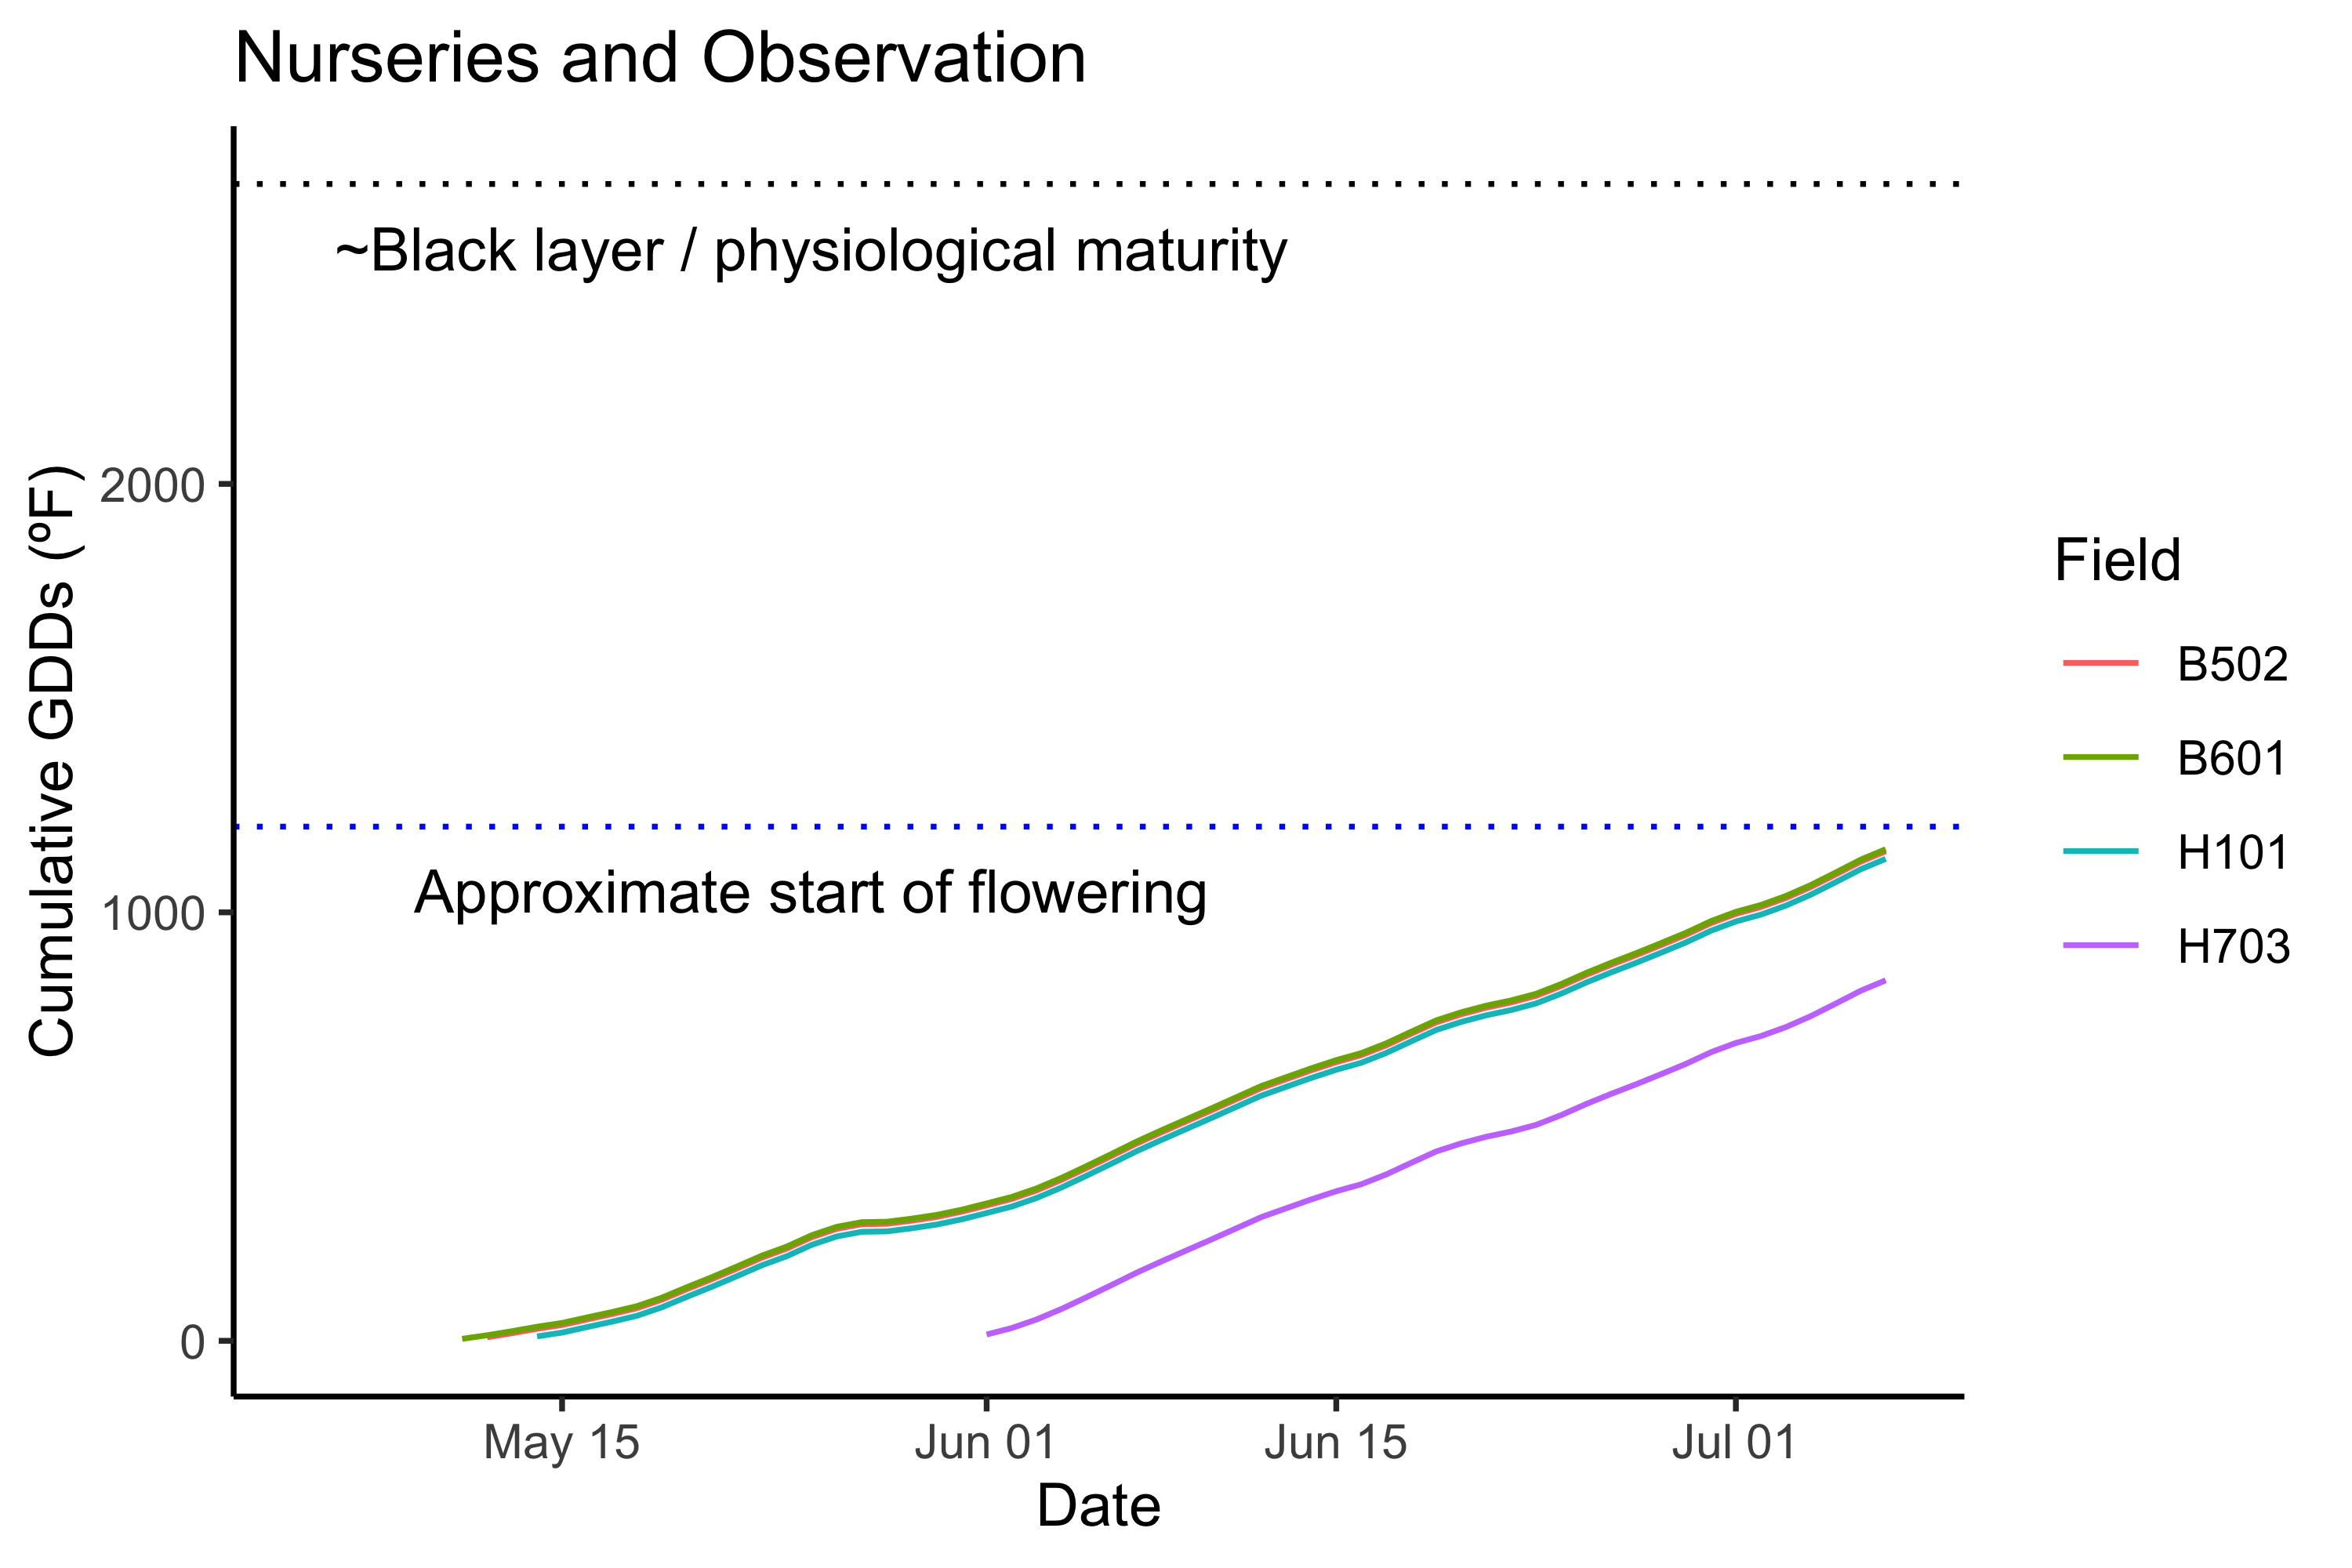 Nurseries and Observation
~Black layer / physiological maturity
2000
Cumulative GDDs (ºF)
Field
B502
B601
H101
H703
Approximate start of flowering
1000
0
May 15
Jun 01
Jun 15
Jul 01
Date